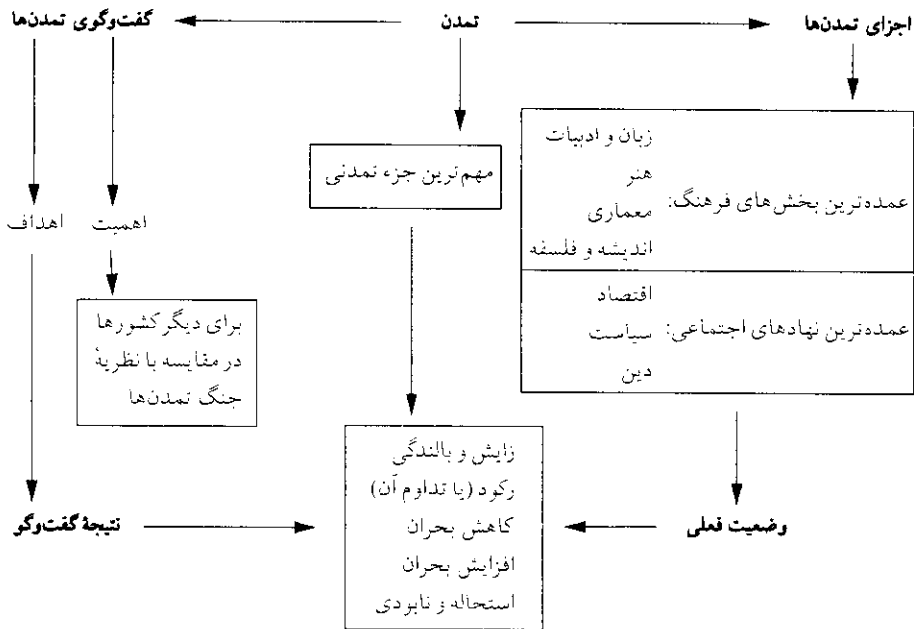 اجزای تمدن‌ها
تمدن
گفت‌وگوی تمدن‌ها
عمده‌ترین بخش‌های فرهنگ:
زبان و ادبیات
هنر
معماری
اندیشه و فلسفه
عمده‌ترین نهادهای اجتماعی:
اقتصاد
سیاست
دین
مهم‌ترین جزء تمدنی
اهمیت
اهداف
برای دیگر کشورها
در مقایسه با نظریهٔ
جنگ تمدن‌ها
وضعیت فعلی
زایش و بالندگی
رکود (یا تداوم آن)
کاهش بحران
افزایش بحران
استحاله و نابودی
نتیجهٔ گفت‌وگو